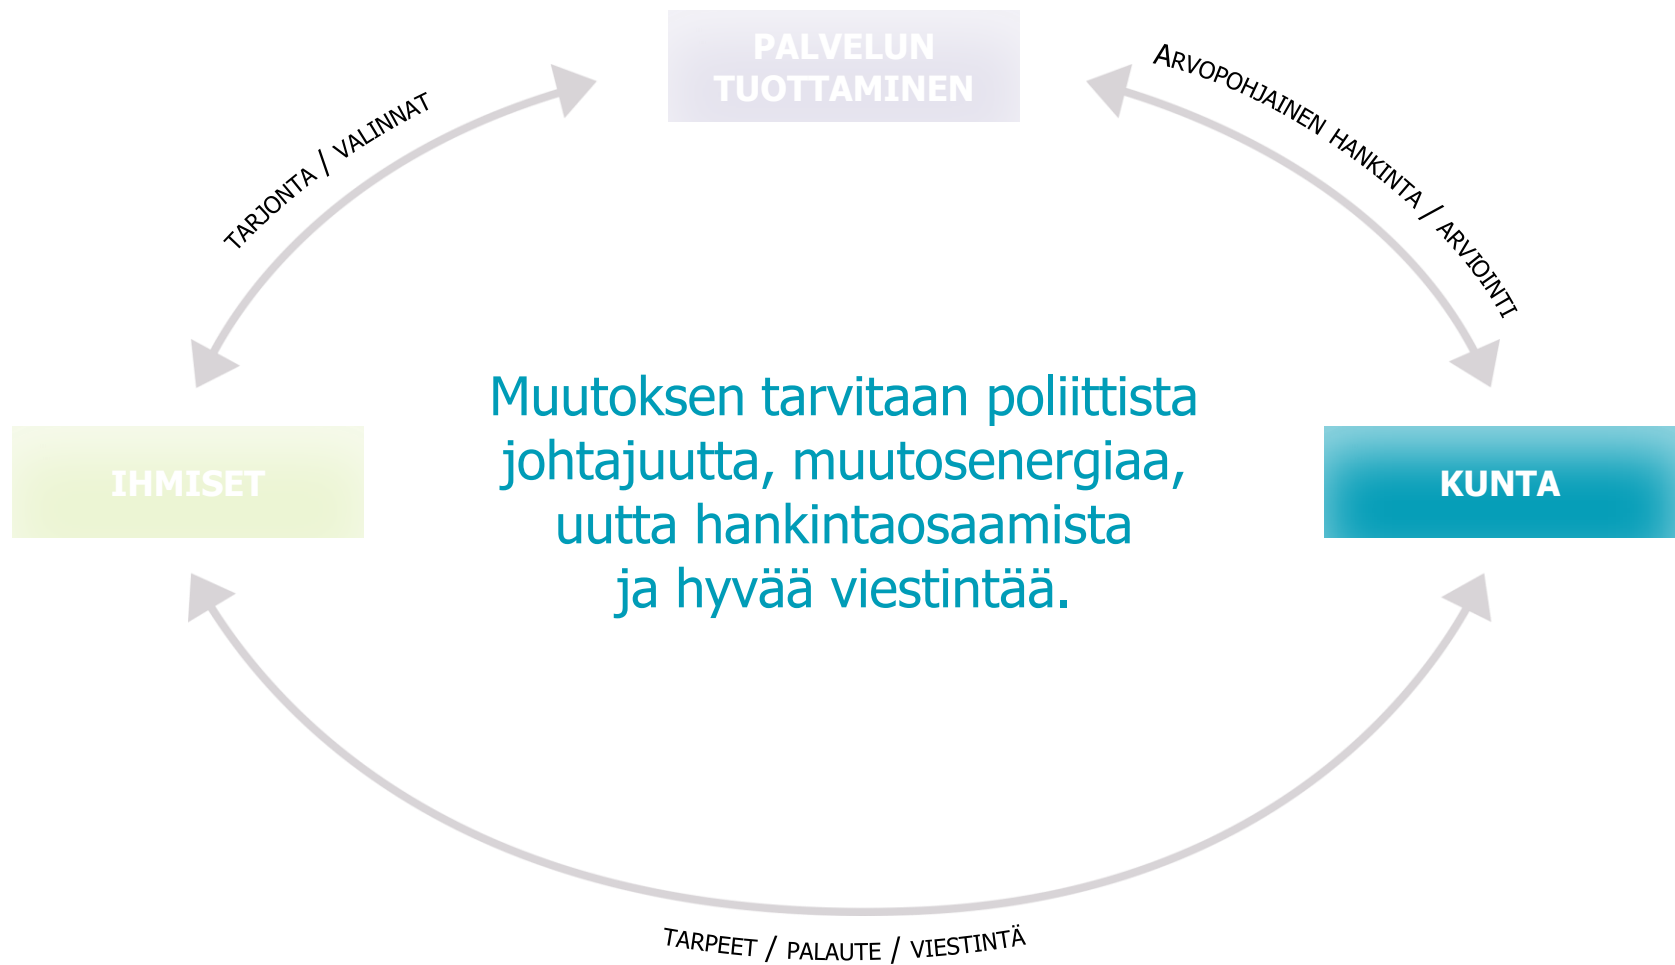 PALVELUN
TUOTTAMINEN
TARJONTA / VALINNAT
ARVOPOHJAINEN HANKINTA / ARVIOINTI
Muutoksen tarvitaan poliittista
johtajuutta, muutosenergiaa,
uutta hankintaosaamista
ja hyvää viestintää.
IHMISET
KUNTA
TARPEET / PALAUTE / VIESTINTÄ